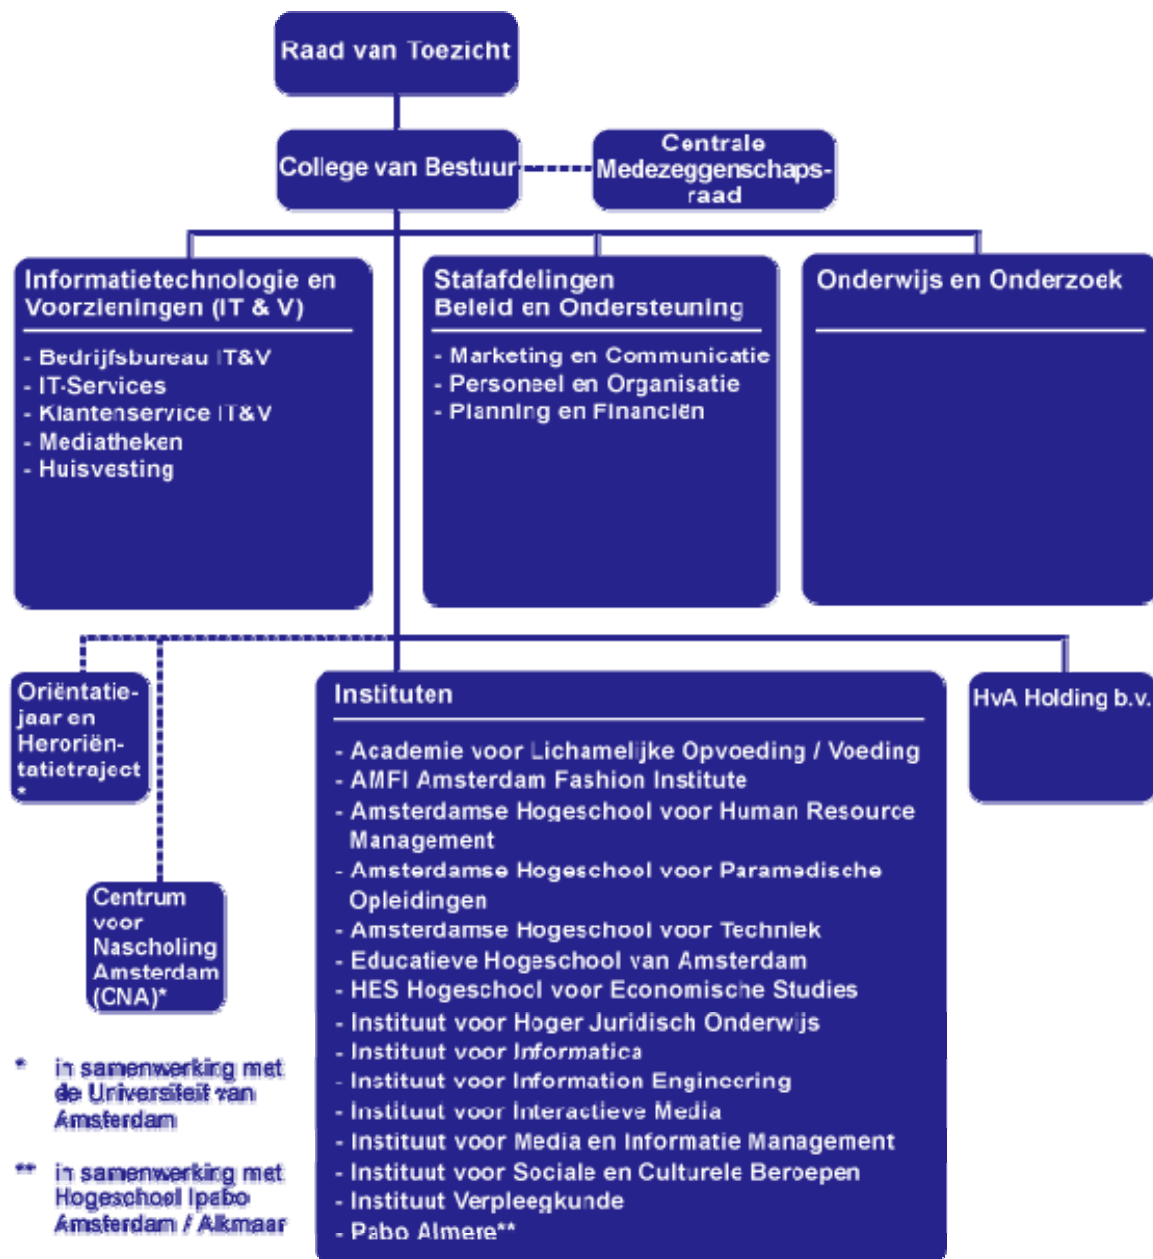 Raad van Toezicht
College van Bestuur
Centrale
Medezeggenschaps-
raad
Informatietechnologie en
Voorzieningen (IT & V)
- Bedrijfsbureau IT&V
- IT-Services
- Klantenservice IT&V
- Mediatheken
- Huisvesting
Stafafdelingen
Beleid en Ondersteuning
- Marketing en Communicatie
- Personeel en Organisatie
- Planning en Financiën
Onderwijs en Onderzoek
Oriëntatie-
jaar en
Heroriën-
tatietraject
*
Centrum
voor
Nascholing
Amsterdam
(CNA)*
Instituten
- Academie voor Lichamelijke Opvoeding / Voeding
- AMFI Amsterdam Fashion Institute
- Amsterdamse Hogeschool voor Human Resource
Management
- Amsterdamse Hogeschool voor Paramedische
Opleidingen
- Amsterdamse Hogeschool voor Techniek
- Educatieve Hogeschool van Amsterdam
- HES Hogeschool voor Economische Studies
- Instituut voor Hoger Juridisch Onderwijs
- Instituut voor Informatica
- Instituut voor Information Engineering
- Instituut voor Interactieve Media
- Instituut voor Media en Informatie Management
- Instituut voor Sociale en Culturele Beroepen
- Instituut Verpleegkunde
- Pabo Almere**
HvA Holding b.v.
* in samenwerking met
de Universiteit van
Amsterdam
** in samenwerking met
Hogeschool Ipabo
Amsterdam / Alkmaar